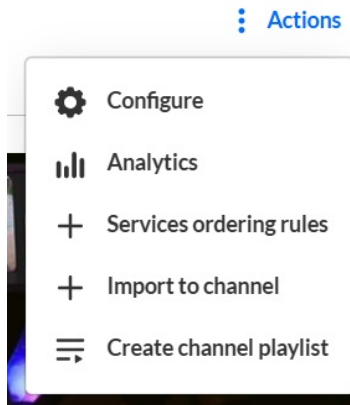 Actions
Configure
Analytics
Services ordering rules
Import to channel
Create channel playlist